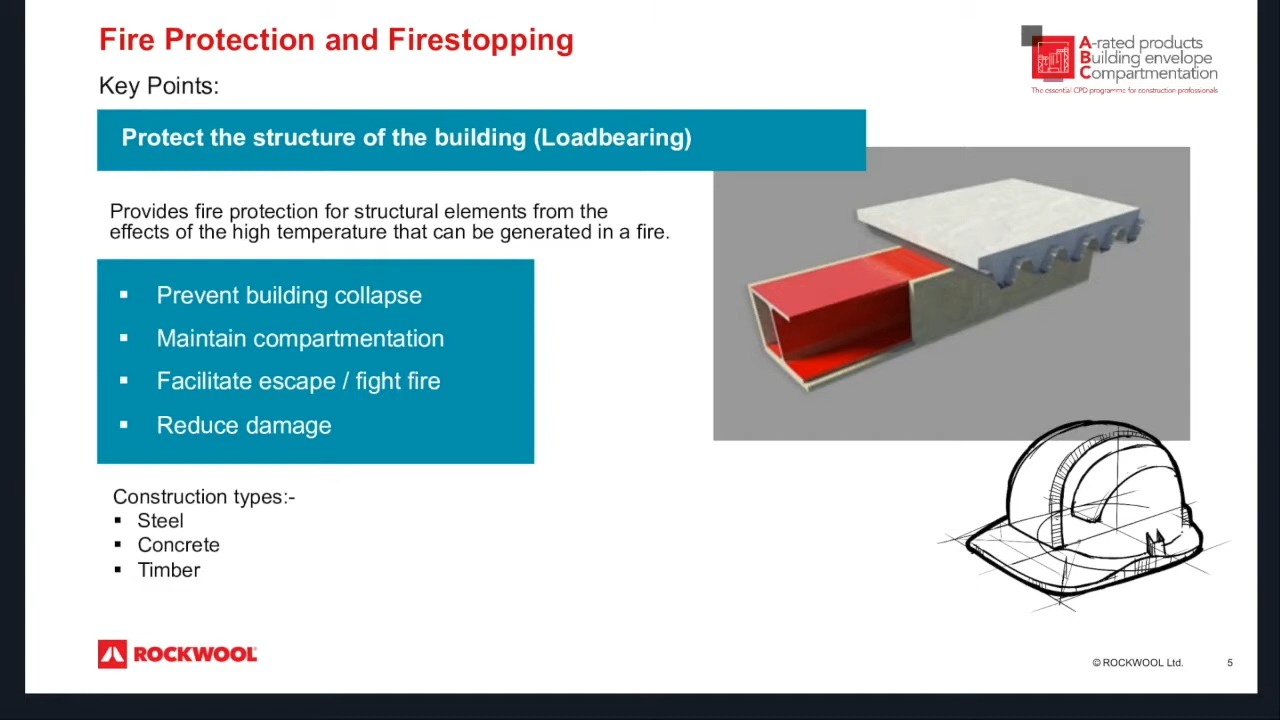 Fire Protection and Firestopping
A-rated products
Building envelope
Compartmentation
The essential CPD programme for construction professionals
Key Points:
Protect the structure of the building (Loadbearing)
Provides fire protection for structural elements from the
effects of the high temperature that can be generated in a fire.
▪ Prevent building collapse
▪ Maintain compartmentation
▪ Facilitate escape / fight fire
▪ Reduce damage
Construction types:-
▪ Steel
▪ Concrete
▪ Timber
ROCKWOOL
© ROCKWOOL Ltd.
5